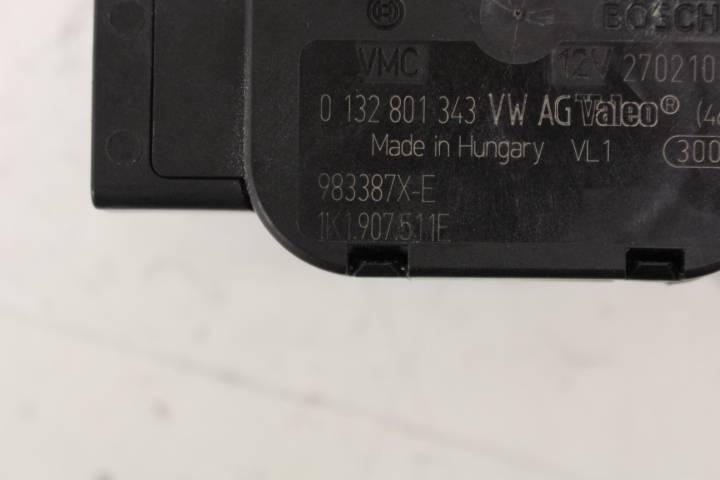 BOSCH
VMC 12V 270210
0 132 801 343 VW AG Valeo®
Made in Hungary VL1 300
983387X-E
1K1.907.511E